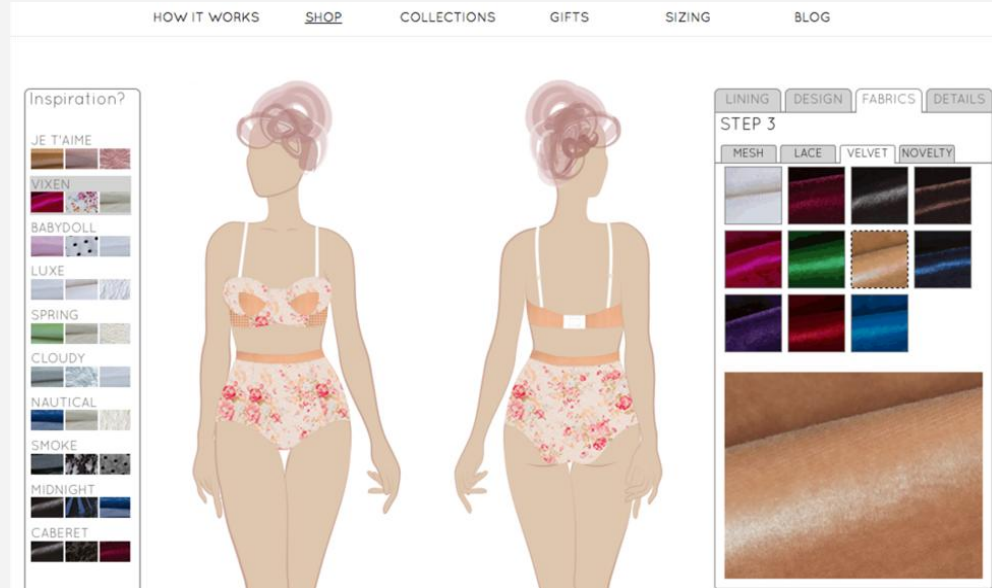 HOW IT WORKS SHOP COLLECTIONS GIFTS SIZING BLOG
Inspiration?
JE T'AIME
VIXEN
BABYDOLL
LUXE
SPRING
CLOUDY
NAUTICAL
SMOKE
MIDNIGHT
CABERET
LINING DESIGN FABRICS DETAILS
STEP 3
MESH LACE VELVET NOVELTY